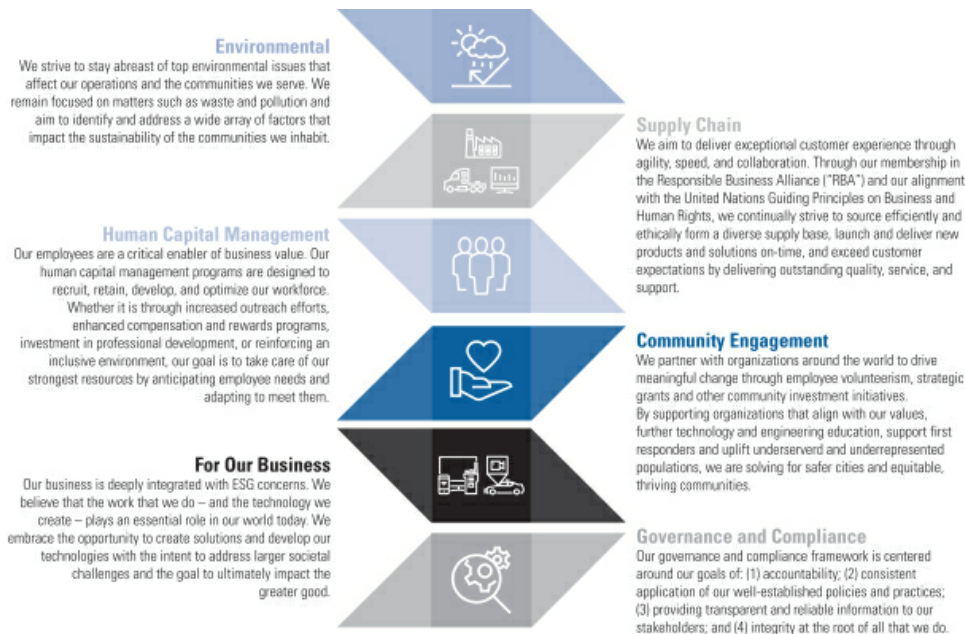 Environmental
We strive to stay abreast of top environmental issues that
affect our operations and the communities we serve. We
remain focused on matters such as waste and pollution and
aim to identify and address a wide array of factors that
impact the sustainability of the communities we inhabit.
Supply Chain
We aim to deliver exceptional customer experience through
agility, speed, and collaboration. Through our membership in
the Responsible Business Alliance ("RBA") and our alignment
with the United Nations Guiding Principles on Business and
Human Rights, we continually strive to source efficiently and
ethically form a diverse supply base, launch and deliver new
products and solutions on-time, and exceed customer
expectations by delivering outstanding quality, service, and
support.
Human Capital Management
Our employees are a critical enabler of business value. Our
human capital management programs are designed to
recruit, retain, develop, and optimize our workforce.
Whether it is through increased outreach efforts,
enhanced compensation and rewards programs,
investment in professional development, or reinforcing an
inclusive environment, our goal is to take care of our
strongest resources by anticipating employee needs and
adapting to meet them.
Community Engagement
We partner with organizations around the world to drive
meaningful change through employee volunteerism, strategic
grants and other community investment initiatives.
By supporting organizations that align with our values,
further technology and engineering education, support first
responders and uplift underserverd and underrepresented
populations, we are solving for safer cities and equitable,
thriving communities.
For Our Business
Our business is deeply integrated with ESG concerns. We
believe that the work that we do – and the technology we
create – plays an essential role in our world today. We
embrace the opportunity to create solutions and develop our
technologies with the intent to address larger societal
challenges and the goal to ultimately impact the
greater good.
Governance and Compliance
Our governance and compliance framework is centered
around our goals of: (1) accountability; (2) consistent
application of our well-established policies and practices;
(3) providing transparent and reliable information to our
stakeholders; and (4) integrity at the root of all that we do.